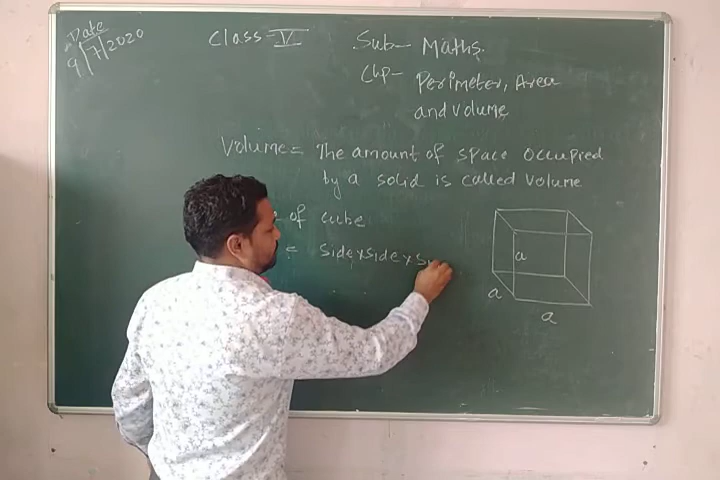 Date
9/7/2020
Class-V
Sub- Maths.
Chp- Perimeter, Area
and Volume
Volume= The amount of space occupied
by a solid is called volume
of cube
= Side×Side×S
a
a
a